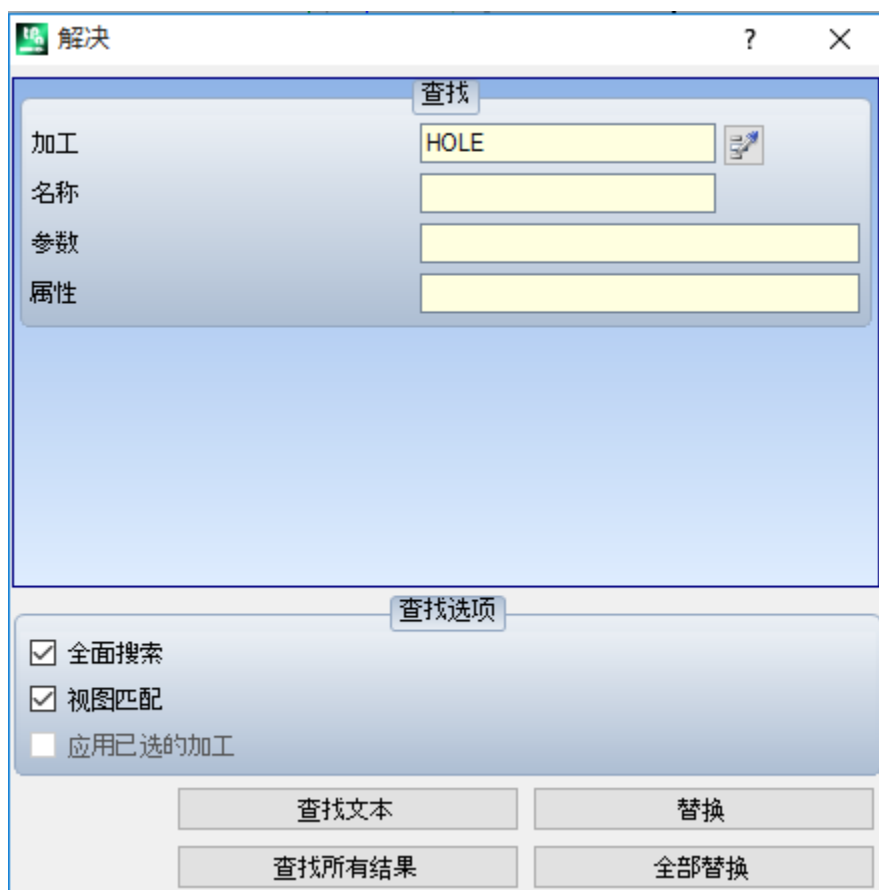 解决
查找
加工 HOLE
名称
参数
属性
查找选项
全面搜索
视图匹配
应用已选的加工
查找文本 替换
查找所有结果 全部替换